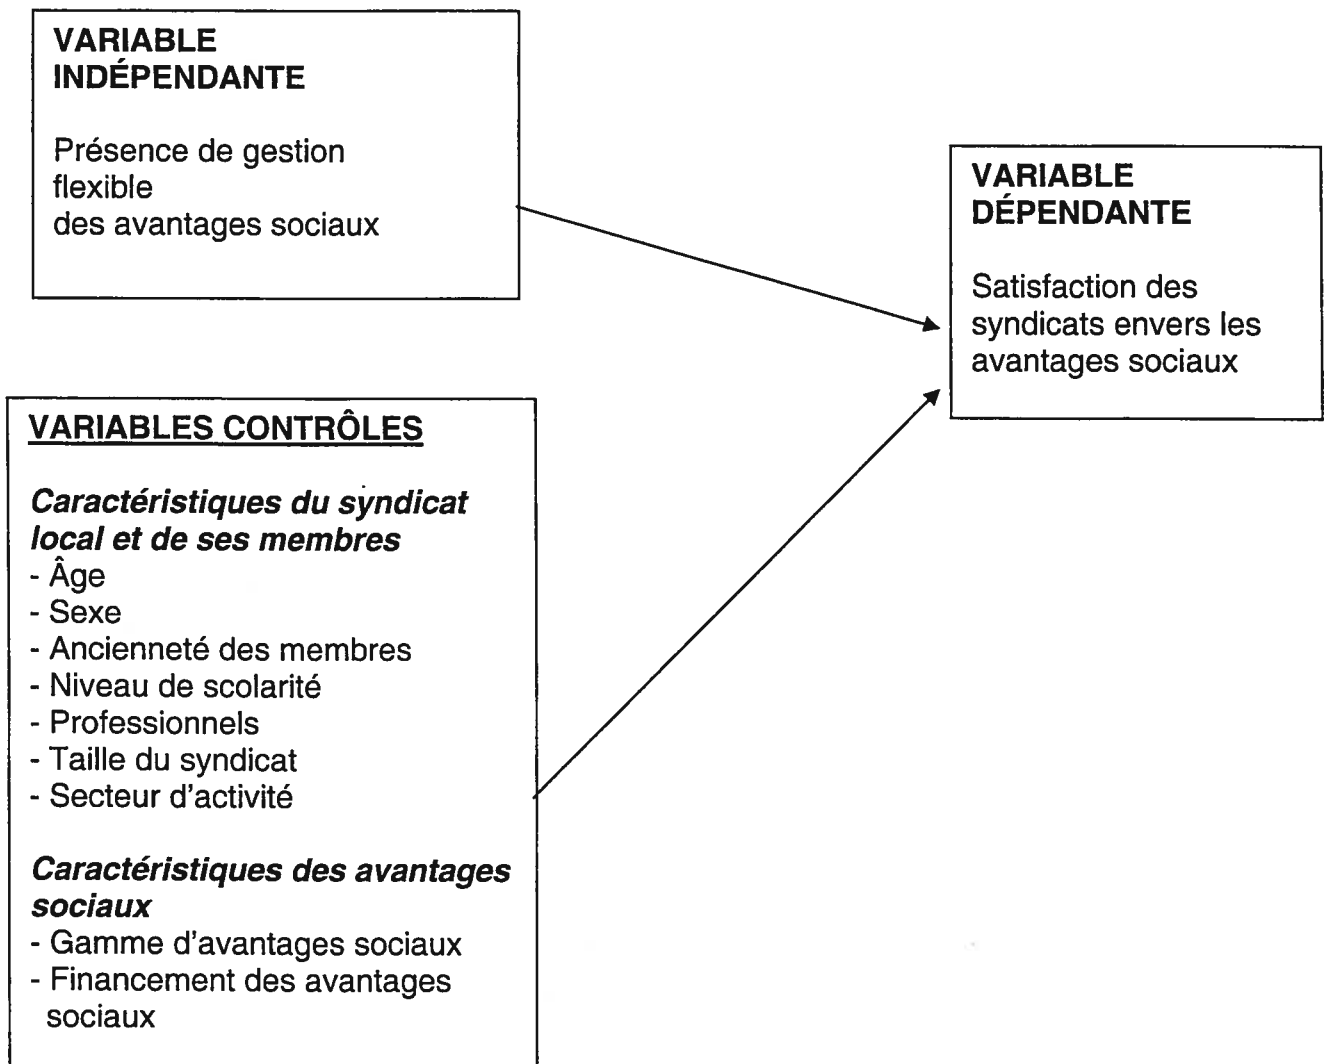 VARIABLE
INDÉPENDANTE
Présence de gestion
flexible
des avantages sociaux
VARIABLE
DÉPENDANTE
Satisfaction des
syndicats envers les
avantages sociaux
VARIABLES CONTRÔLES
Caractéristiques du syndicat
local et de ses membres
- Âge
- Sexe
- Ancienneté des membres
- Niveau de scolarité
- Professionnels
- Taille du syndicat
- Secteur d'activité
Caractéristiques des avantages
sociaux
- Gamme d'avantages sociaux
- Financement des avantages
sociaux